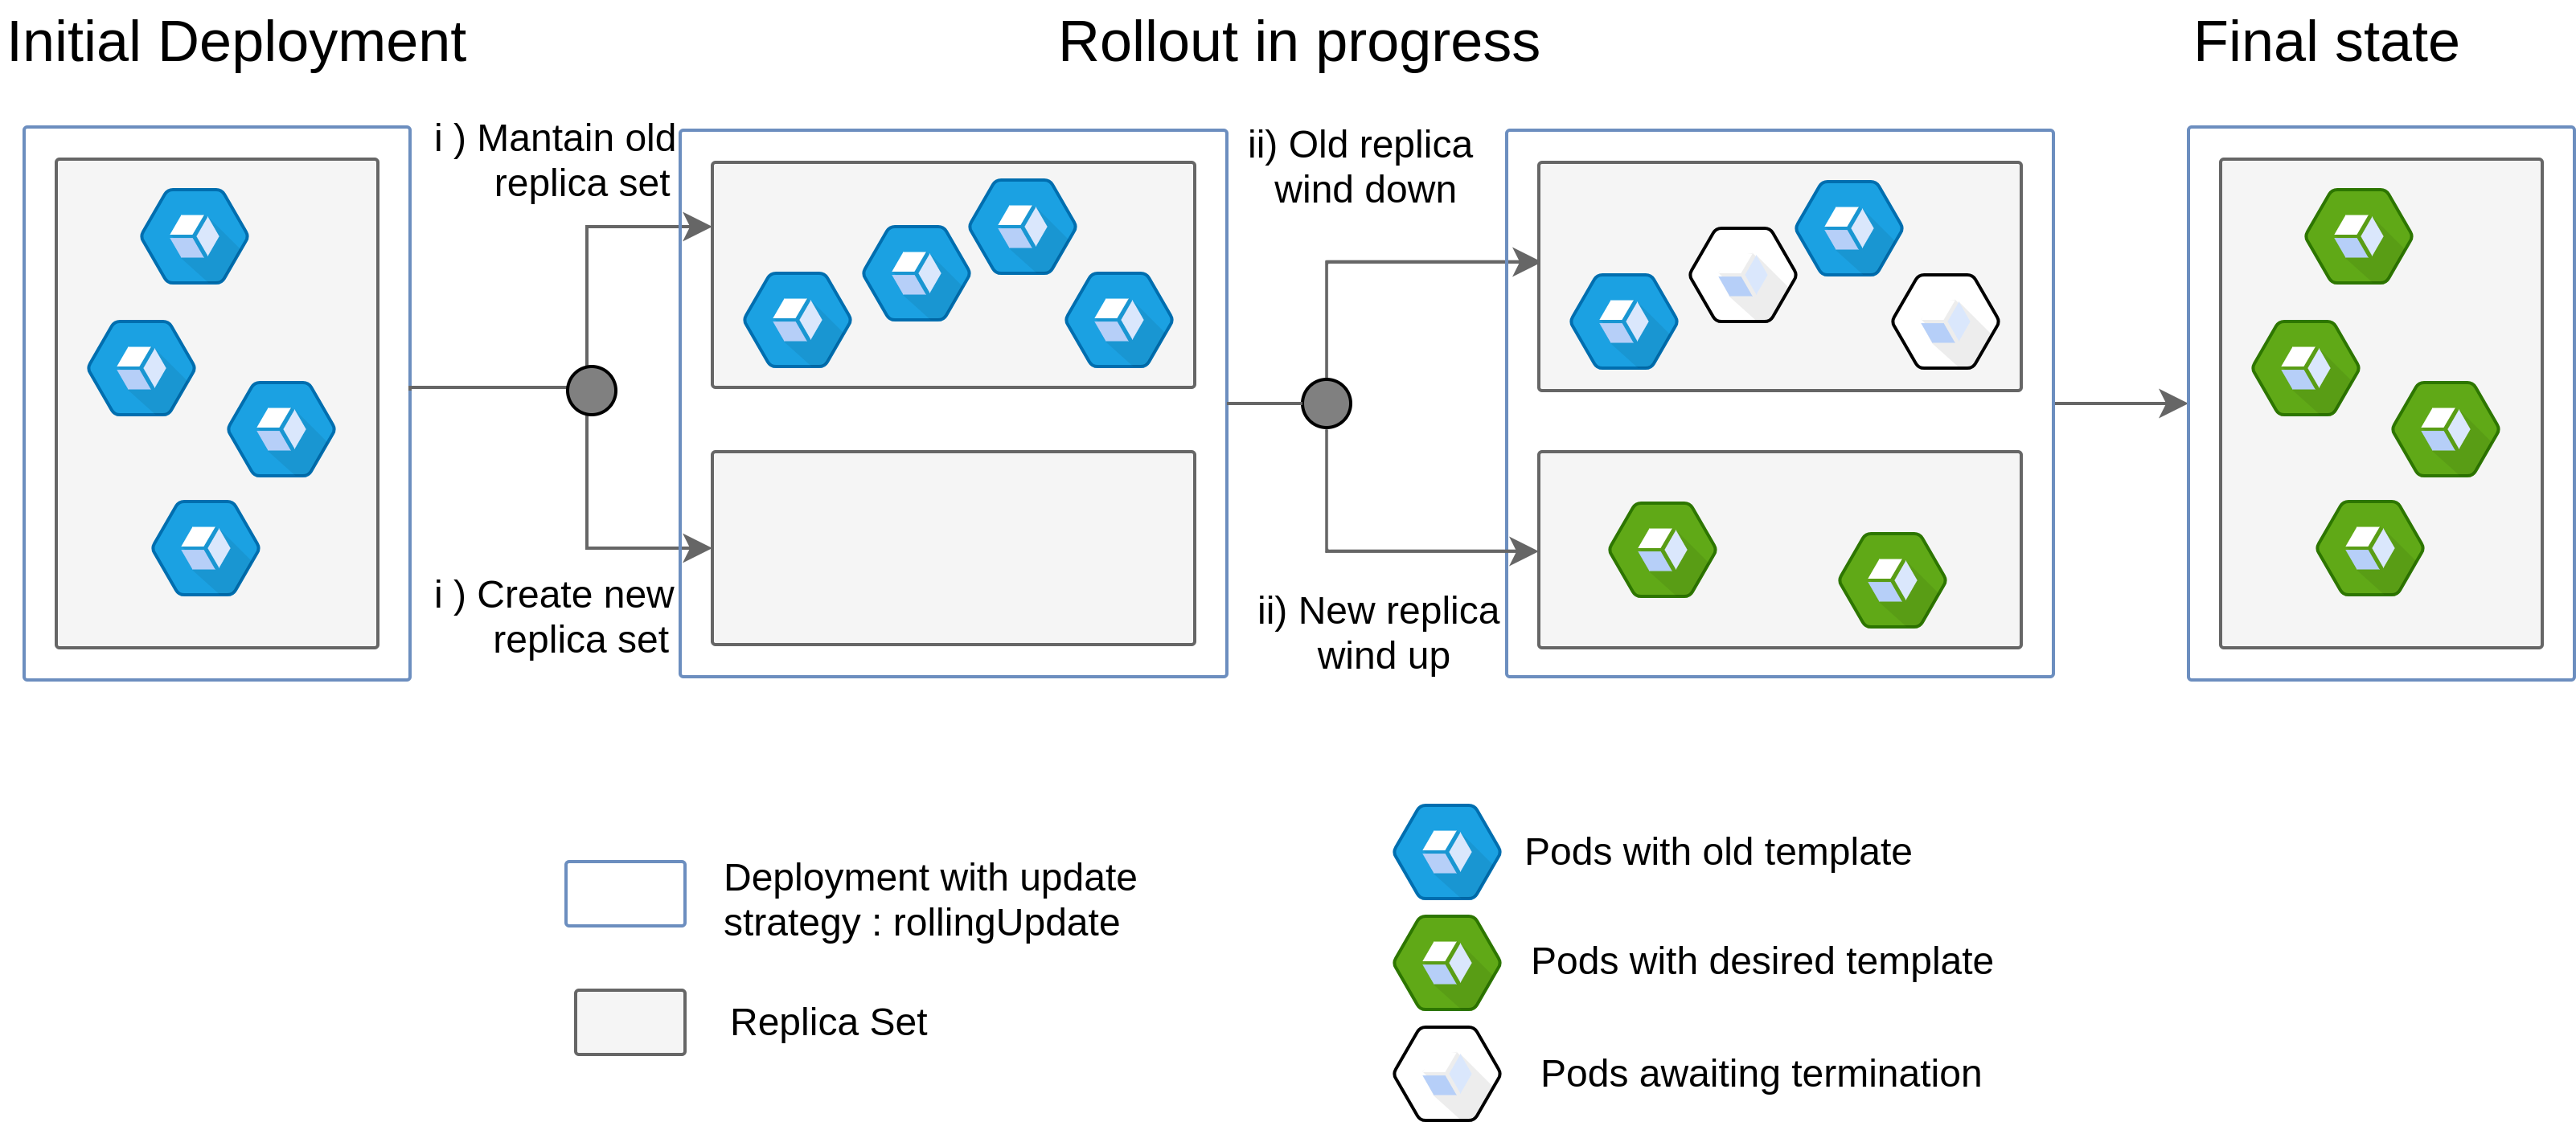 Initial Deployment
Rollout in progress
Final state
i ) Mantain old
replica set
ii) Old replica
wind down
i ) Create new
replica set
ii) New replica
wind up
Deployment with update
strategy : rollingUpdate
Replica Set
Pods with old template
Pods with desired template
Pods awaiting termination